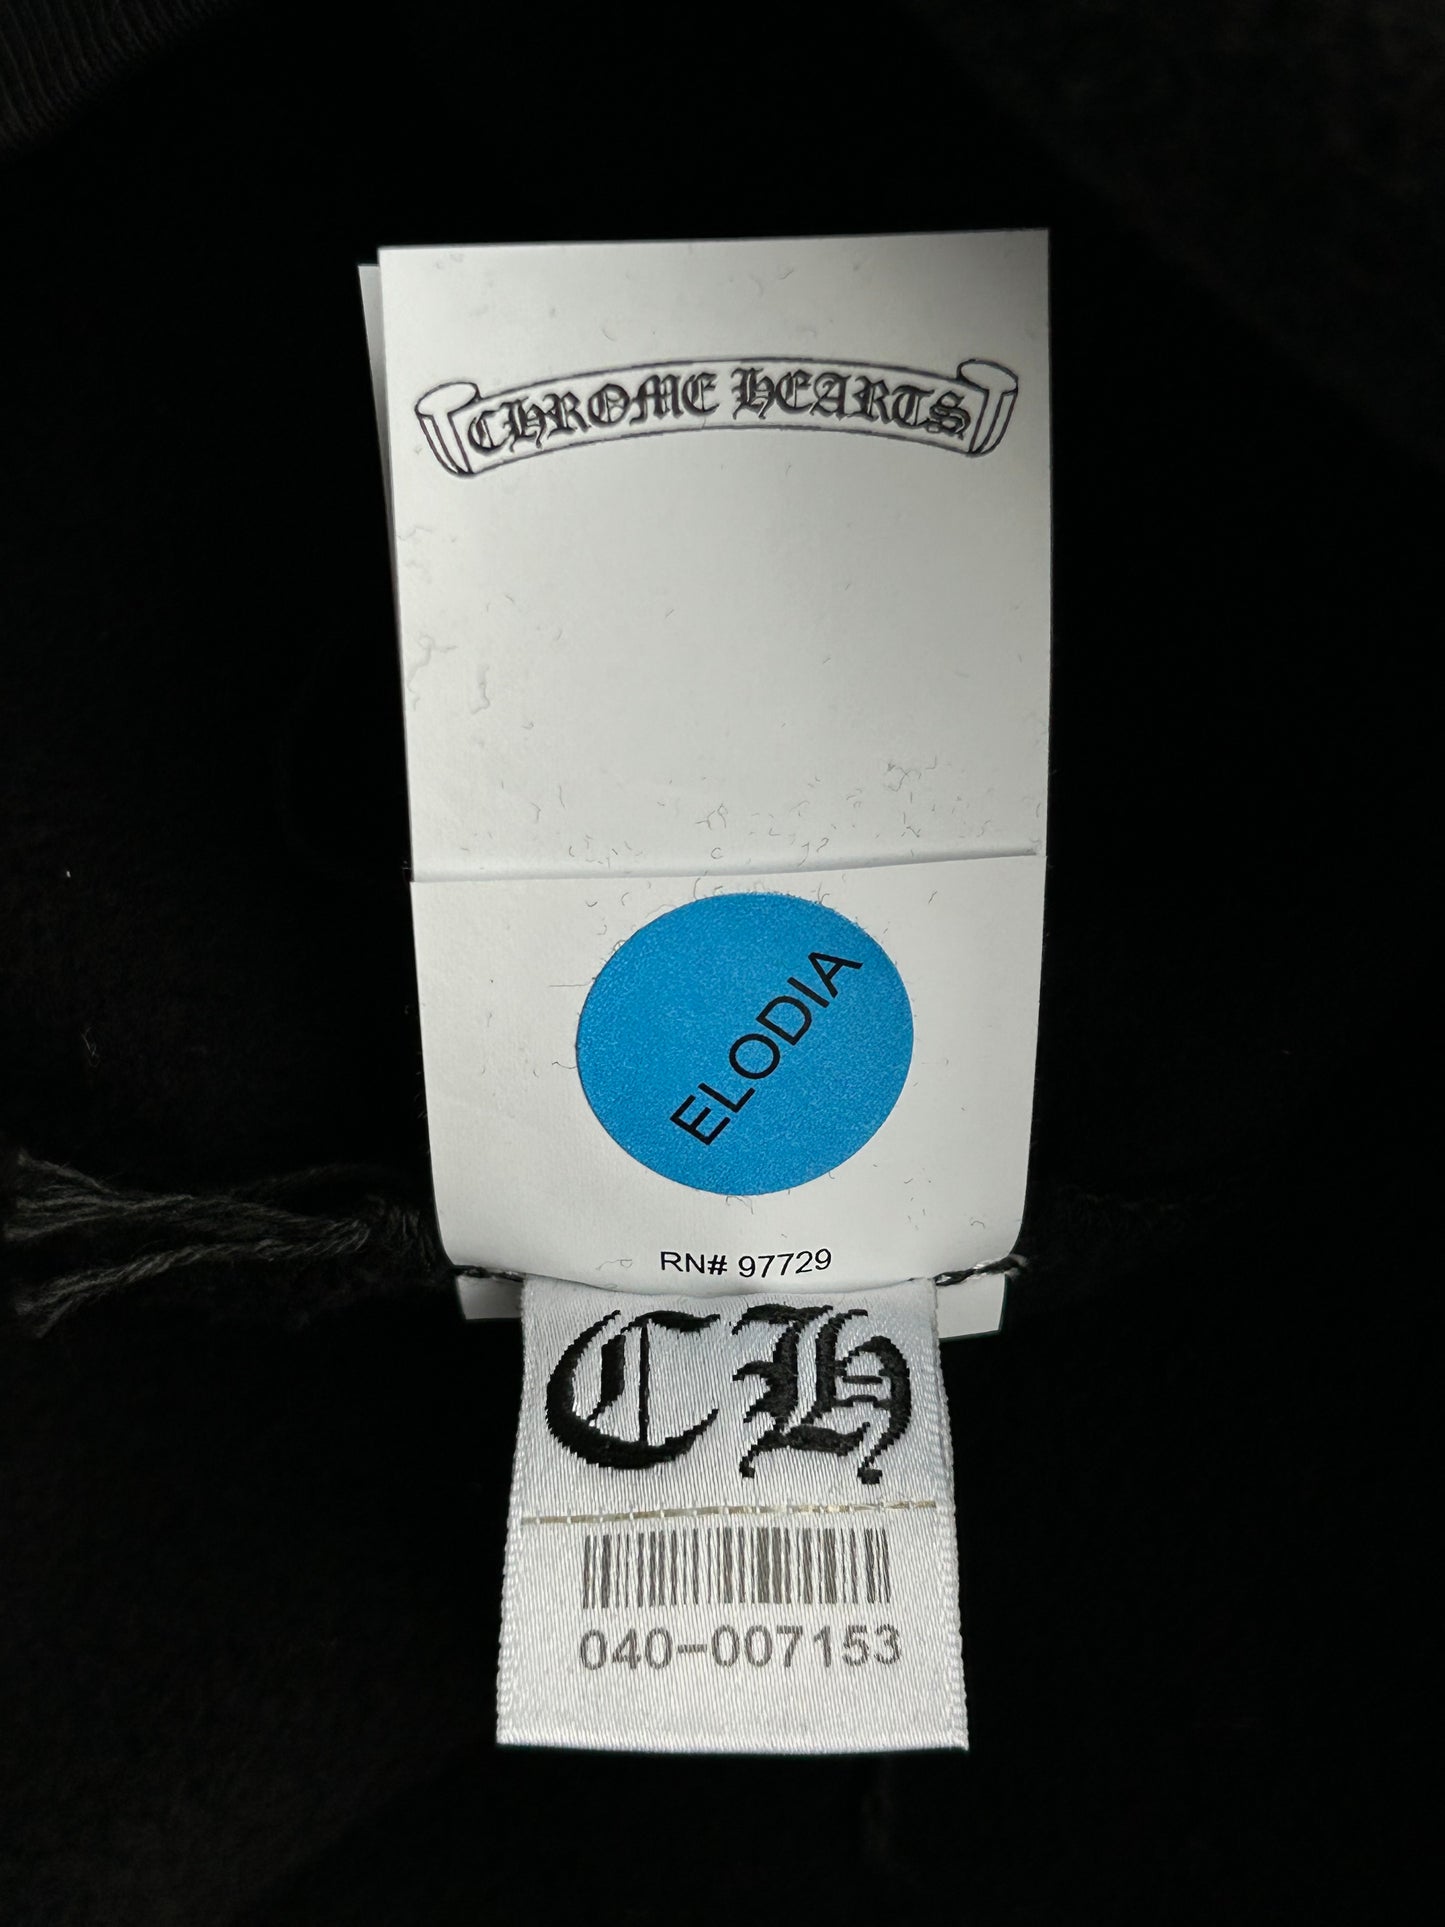 CHROME HEARTS
ELODIA
RN# 97729
CH
040-007153